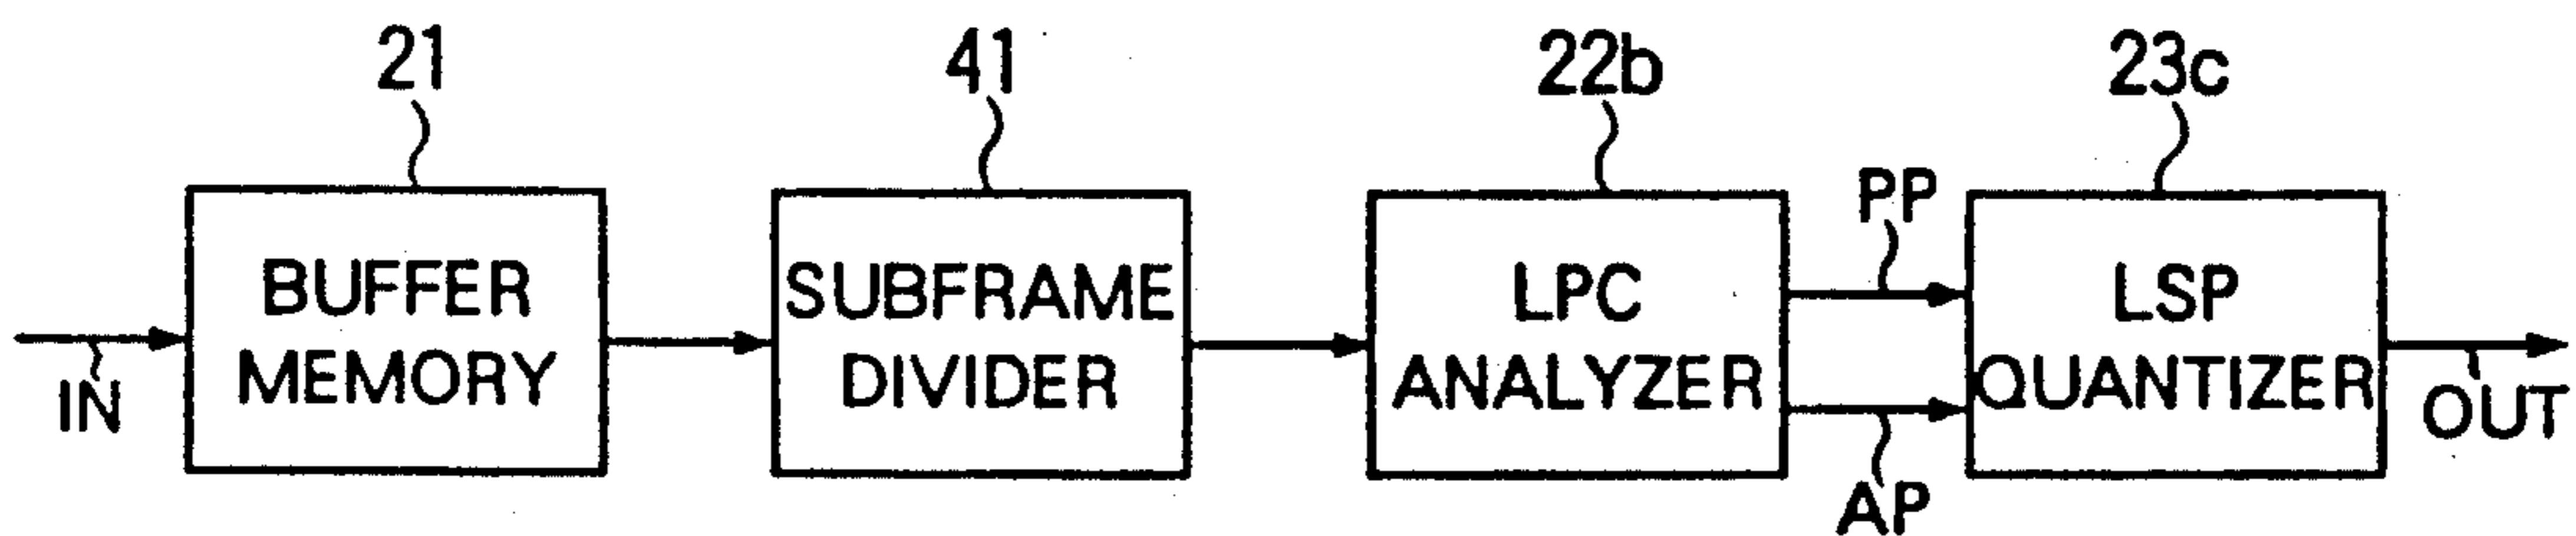 21
41
22b
23c
PP
BUFFER
MEMORY
SUBFRAME
DIVIDER
LPC
ANALYZER
LSP
QUANTIZER
IN
OUT
AP